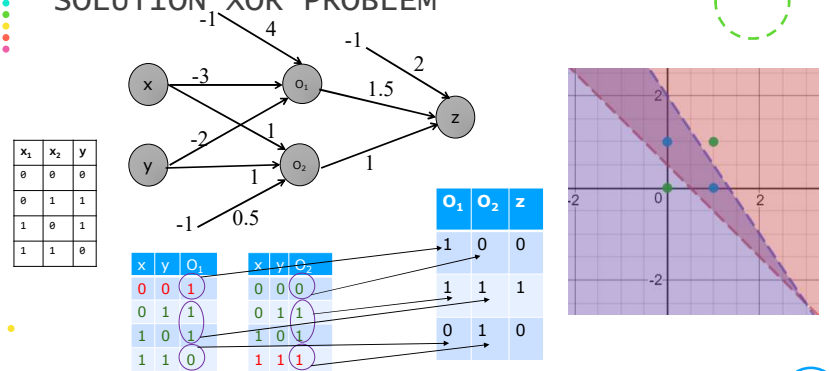 SOLUTION XOR PROBLEM
-1
4
-1
2
x
-3
O₁
1.5
z
-2
1
y
1
O₂
1
-1
0.5
x₁ x₂ y
0 0 0
0 1 1
1 0 1
1 1 0
x y O₁
0 0 1
0 1 1
1 0 1
1 1 0
x y O₂
0 0 0
0 1 1
1 0 1
1 1 1
O₁ O₂ z
1 0 0
1 1 1
0 1 0
2
-2
0
2
-2